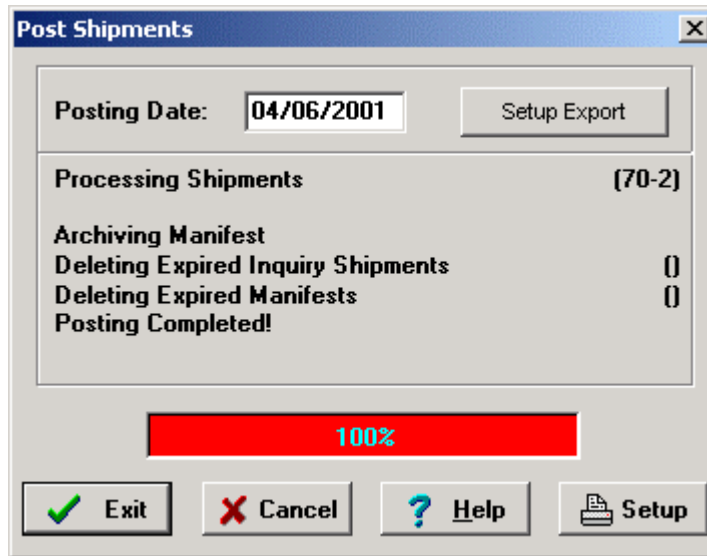 Post Shipments
Posting Date: 04/06/2001 Setup Export
Processing Shipments (70-2)
Archiving Manifest
Deleting Expired Inquiry Shipments ()
Deleting Expired Manifests ()
Posting Completed!
100%
Exit Cancel Help Setup